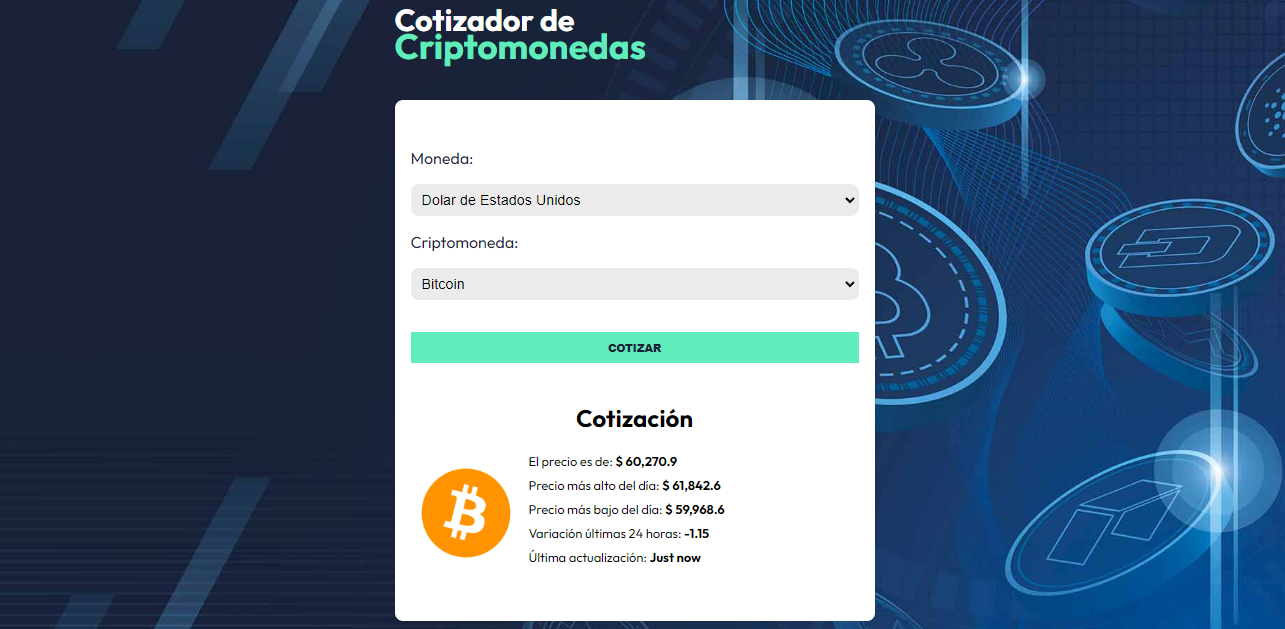 Cotizador de
Criptomonedas
Moneda:
Dolar de Estados Unidos
Criptomoneda:
Bitcoin
COTIZAR
Cotización
El precio es de: $ 60,270.9
Precio más alto del día: $ 61,842.6
Precio más bajo del día: $ 59,968.6
Variación últimas 24 horas: -1.15
Última actualización: Just now